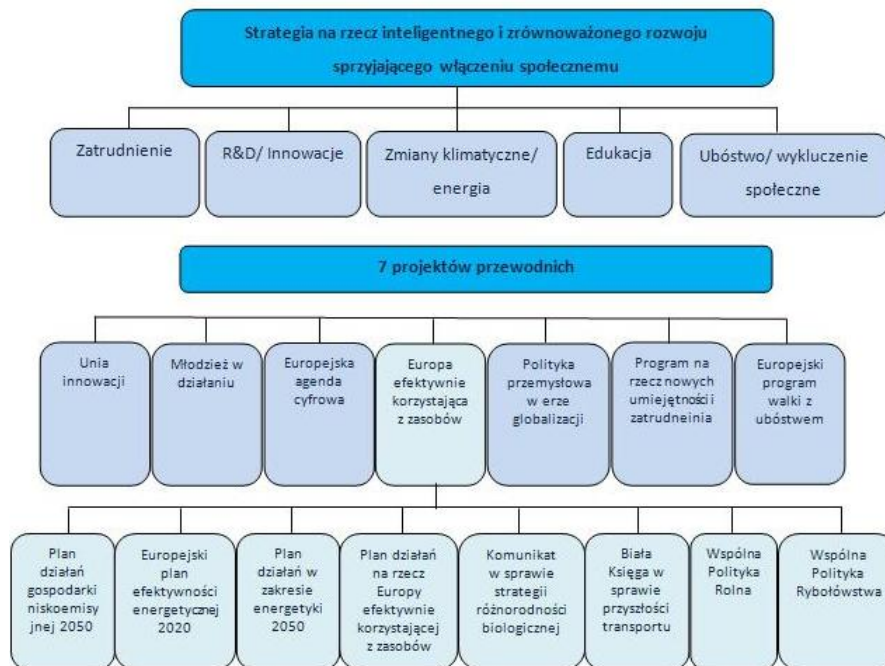 Strategia na rzecz inteligentnego i zrównoważonego rozwoju
sprzyjającego włączeniu społecznemu
Zatrudnienie
R&D/ Innowacje
Zmiany klimatyczne/
energia
Edukacja
Ubóstwo/ wykluczenie
społeczne
7 projektów przewodnich
Unia
innowacji
Młodzież w
działaniu
Europejska
agenda
cyfrowa
Europa
efektywnie
korzystająca
z zasobów
Polityka
przemysłowa
w erze
globalizacji
Program na
rzecz nowych
umiejętności i
zatrudneinia
Europejski
program
walki z
ubóstwem
Plan
działań
gospodarki
niskoemisy
jnej 2050
Europejski
plan
efektywności
energetycznej
2020
Plan
działań w
zakresie
energetyki
2050
Plan działań
na rzecz
Europy
efektywnie
korzystającej
z zasobów
Komunikat
w sprawie
strategii
różnorodności
biologicznej
Biała
Księga w
sprawie
przyszłości
transportu
Wspólna
Polityka
Rolna
Wspólna
Polityka
Rybołówstwa